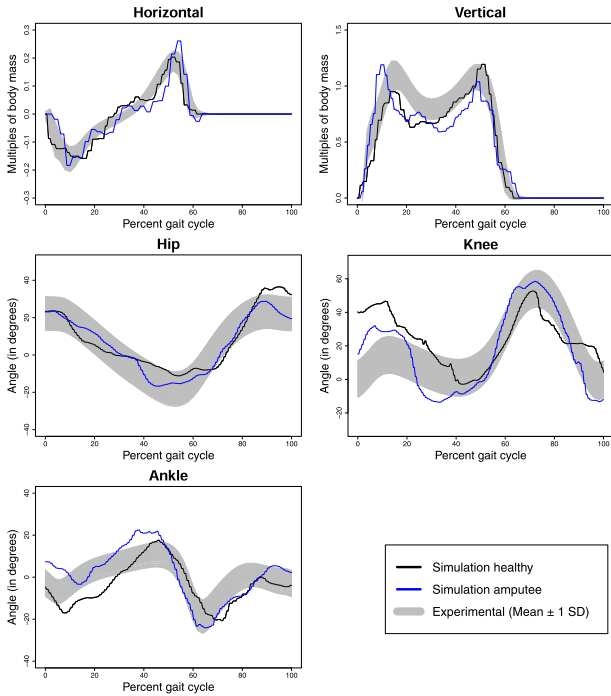 Horizontal
Multiples of body mass
0.3
0.2
0.1
0.0
−0.1
−0.2
−0.3
0 20 40 60 80 100
Percent gait cycle
Vertical
Multiples of body mass
1.5
1.0
0.5
0.0
0 20 40 60 80 100
Percent gait cycle
Hip
Angle (in degrees)
40
20
0
−20
−40
0 20 40 60 80 100
Percent gait cycle
Knee
Angle (in degrees)
60
40
20
0
−20
0 20 40 60 80 100
Percent gait cycle
Ankle
Angle (in degrees)
40
20
0
−20
−40
0 20 40 60 80 100
Percent gait cycle
Simulation healthy
Simulation amputee
Experimental (Mean ± 1 SD)